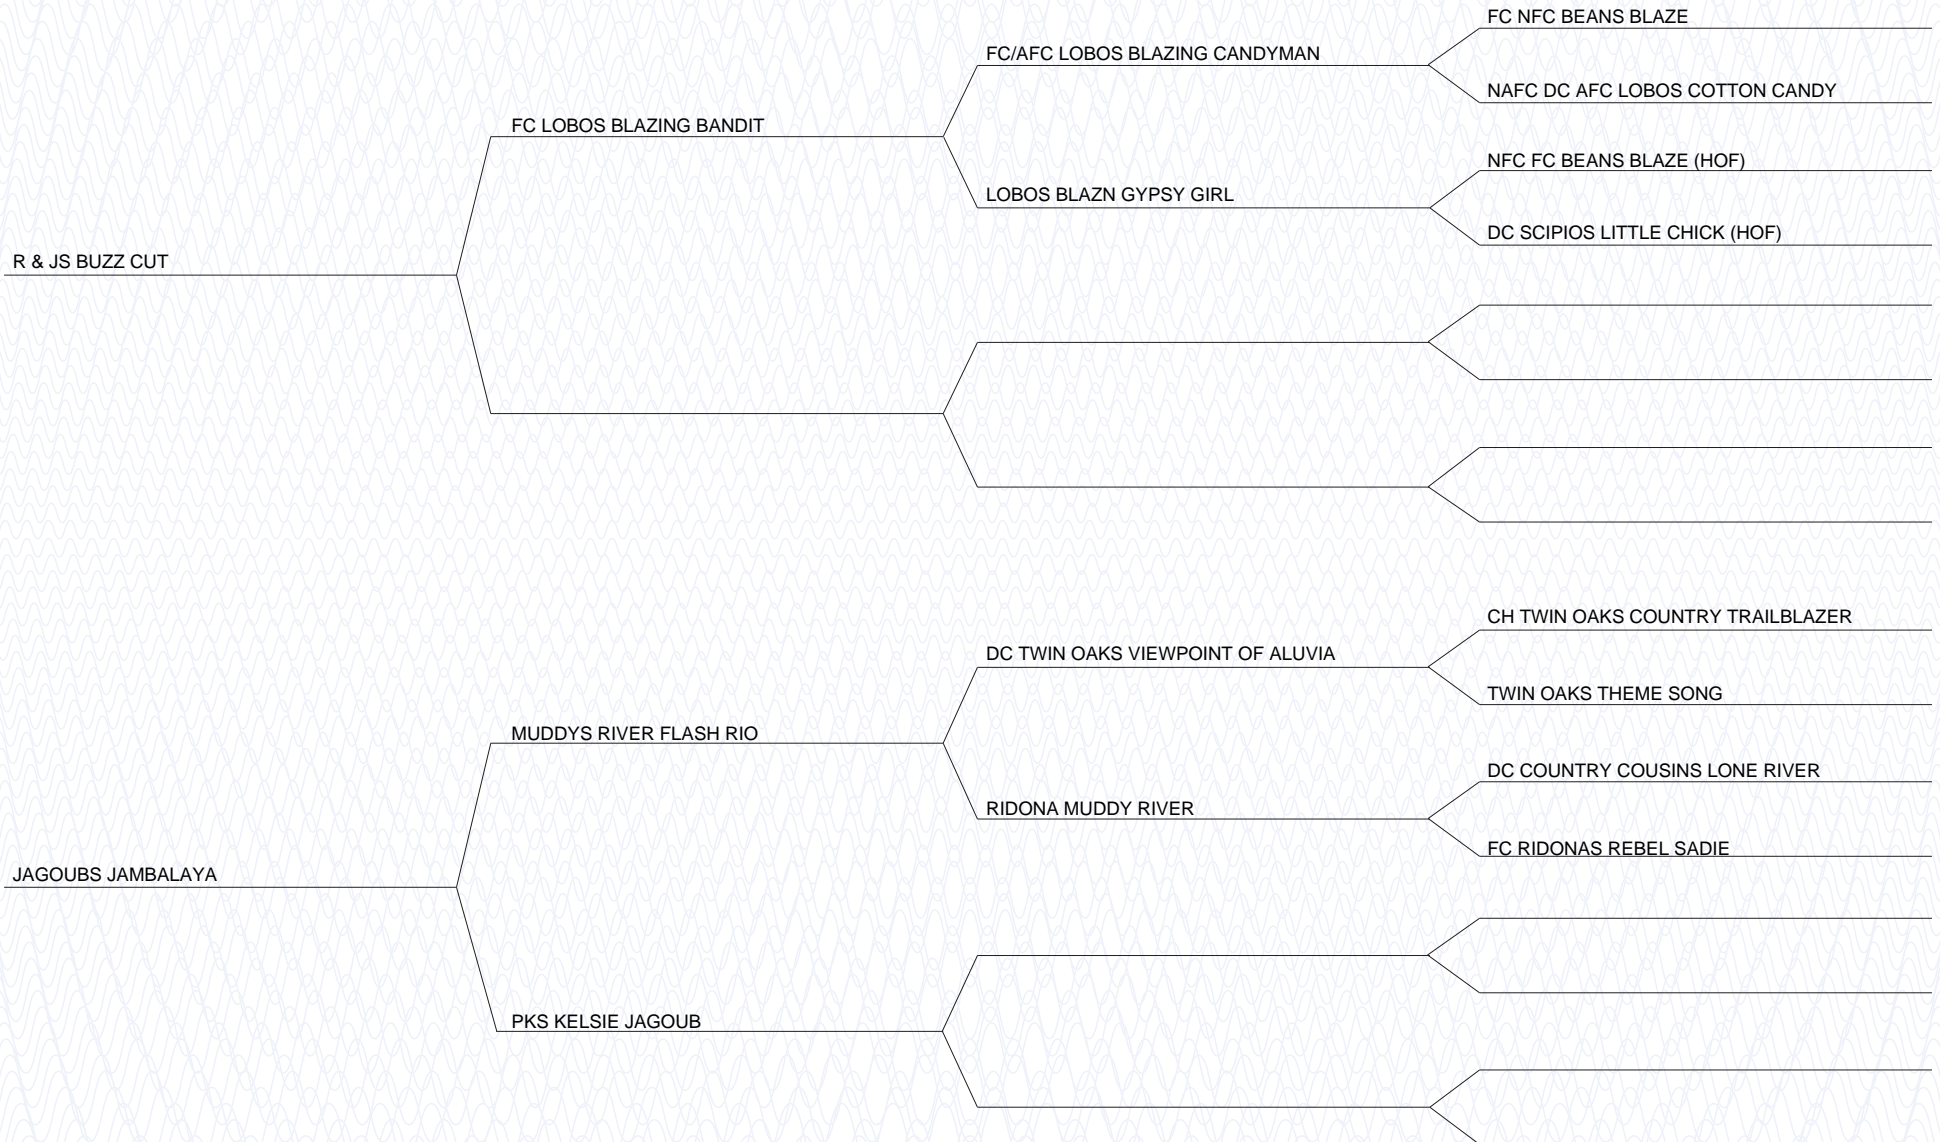 FC NFC BEANS BLAZE
FC/AFC LOBOS BLAZING CANDYMAN
NAFC DC AFC LOBOS COTTON CANDY
FC LOBOS BLAZING BANDIT
NFC FC BEANS BLAZE (HOF)
LOBOS BLAZN GYPSY GIRL
DC SCIPIOS LITTLE CHICK (HOF)
R & JS BUZZ CUT
CH TWIN OAKS COUNTRY TRAILBLAZER
DC TWIN OAKS VIEWPOINT OF ALUVIA
TWIN OAKS THEME SONG
MUDDYS RIVER FLASH RIO
DC COUNTRY COUSINS LONE RIVER
RIDONA MUDDY RIVER
FC RIDONAS REBEL SADIE
JAGOUBS JAMBALAYA
PKS KELSIE JAGOUB